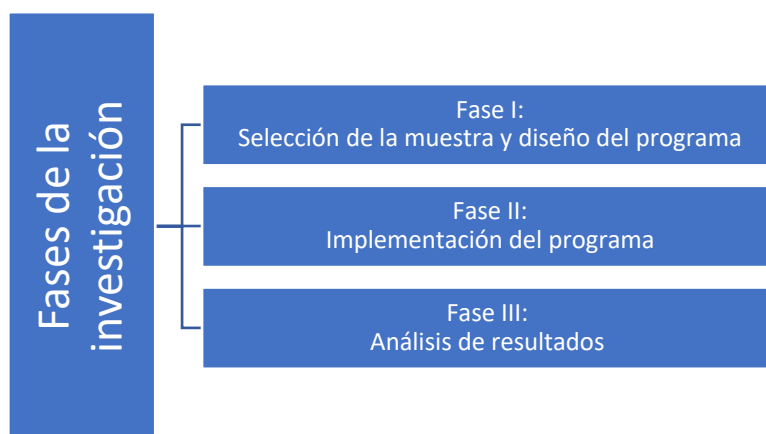 Fases de la
investigación
Fase I:
Selección de la muestra y diseño del programa
Fase II:
Implementación del programa
Fase III:
Análisis de resultados